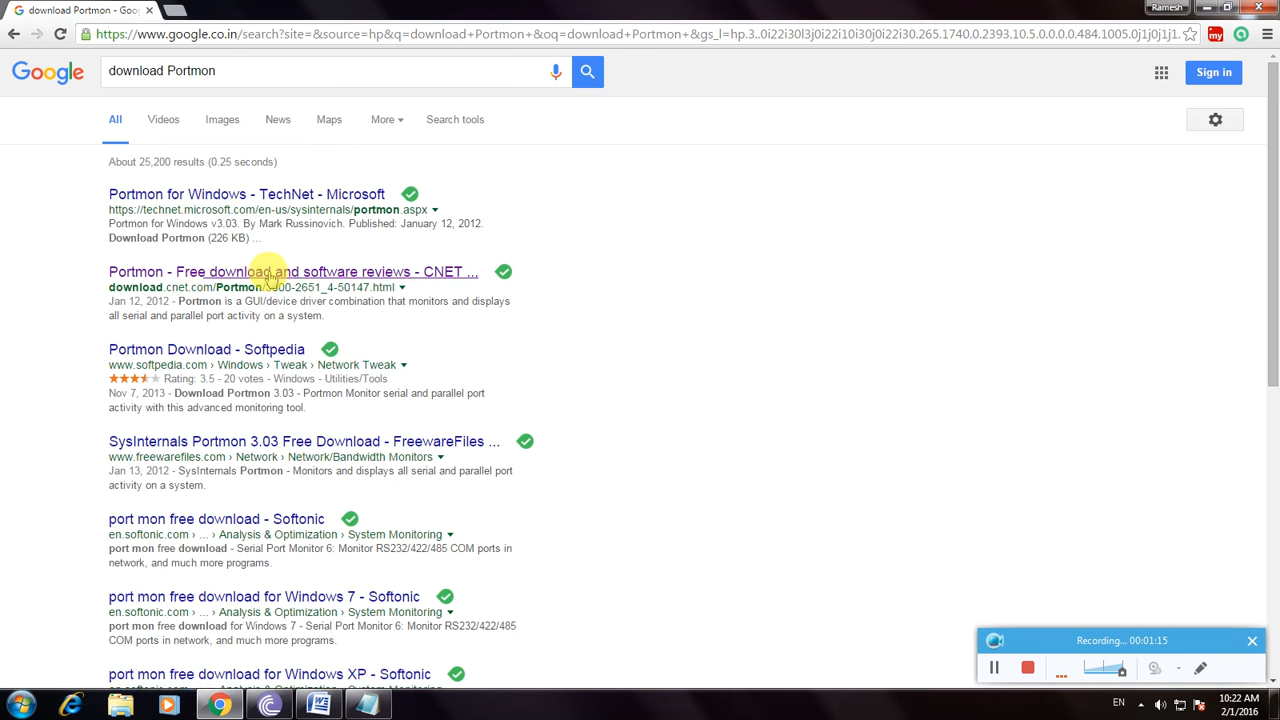 download Portmon - Goo
Ramesh
https://www.google.co.in/search?site=&source=hp&q=download+Portmon+&oq=download+Portmon+&gs_l=hp.3..0i22i30l3j0i22i10i30j0i22i30.265.1740.0.2393.10.5.0.0.0.0.484.1005.0j1j0j1j1.
my
Google
download Portmon
Sign in
All Videos Images News Maps More Search tools
About 25,200 results (0.25 seconds)
Portmon for Windows - TechNet - Microsoft
https://technet.microsoft.com/en-us/sysinternals/portmon.aspx
Portmon for Windows v3.03. By Mark Russinovich. Published: January 12, 2012.
Download Portmon (226 KB) ...
Portmon - Free download and software reviews - CNET ...
download.cnet.com/Portmon/3000-2651_4-50147.html
Jan 12, 2012 - Portmon is a GUI/device driver combination that monitors and displays
all serial and parallel port activity on a system.
Portmon Download - Softpedia
www.softpedia.com › Windows › Tweak › Network Tweak
Rating: 3.5 - 20 votes - Windows - Utilities/Tools
Nov 7, 2013 - Download Portmon 3.03 - Portmon Monitor serial and parallel port
activity with this advanced monitoring tool.
SysInternals Portmon 3.03 Free Download - FreewareFiles ...
www.freewarefiles.com › Network › Network/Bandwidth Monitors
Jan 13, 2012 - SysInternals Portmon - Monitors and displays all serial and parallel port
activity on a system.
port mon free download - Softonic
en.softonic.com › ... › Analysis & Optimization › System Monitoring
port mon free download - Serial Port Monitor 6: Monitor RS232/422/485 COM ports in
network, and much more programs.
port mon free download for Windows 7 - Softonic
en.softonic.com › ... › Analysis & Optimization › System Monitoring
port mon free download for Windows 7 - Serial Port Monitor 6: Monitor RS232/422/485
COM ports in network, and much more programs.
port mon free download for Windows XP - Softonic
Recording... 00:01:15
EN
10:22 AM
2/1/2016